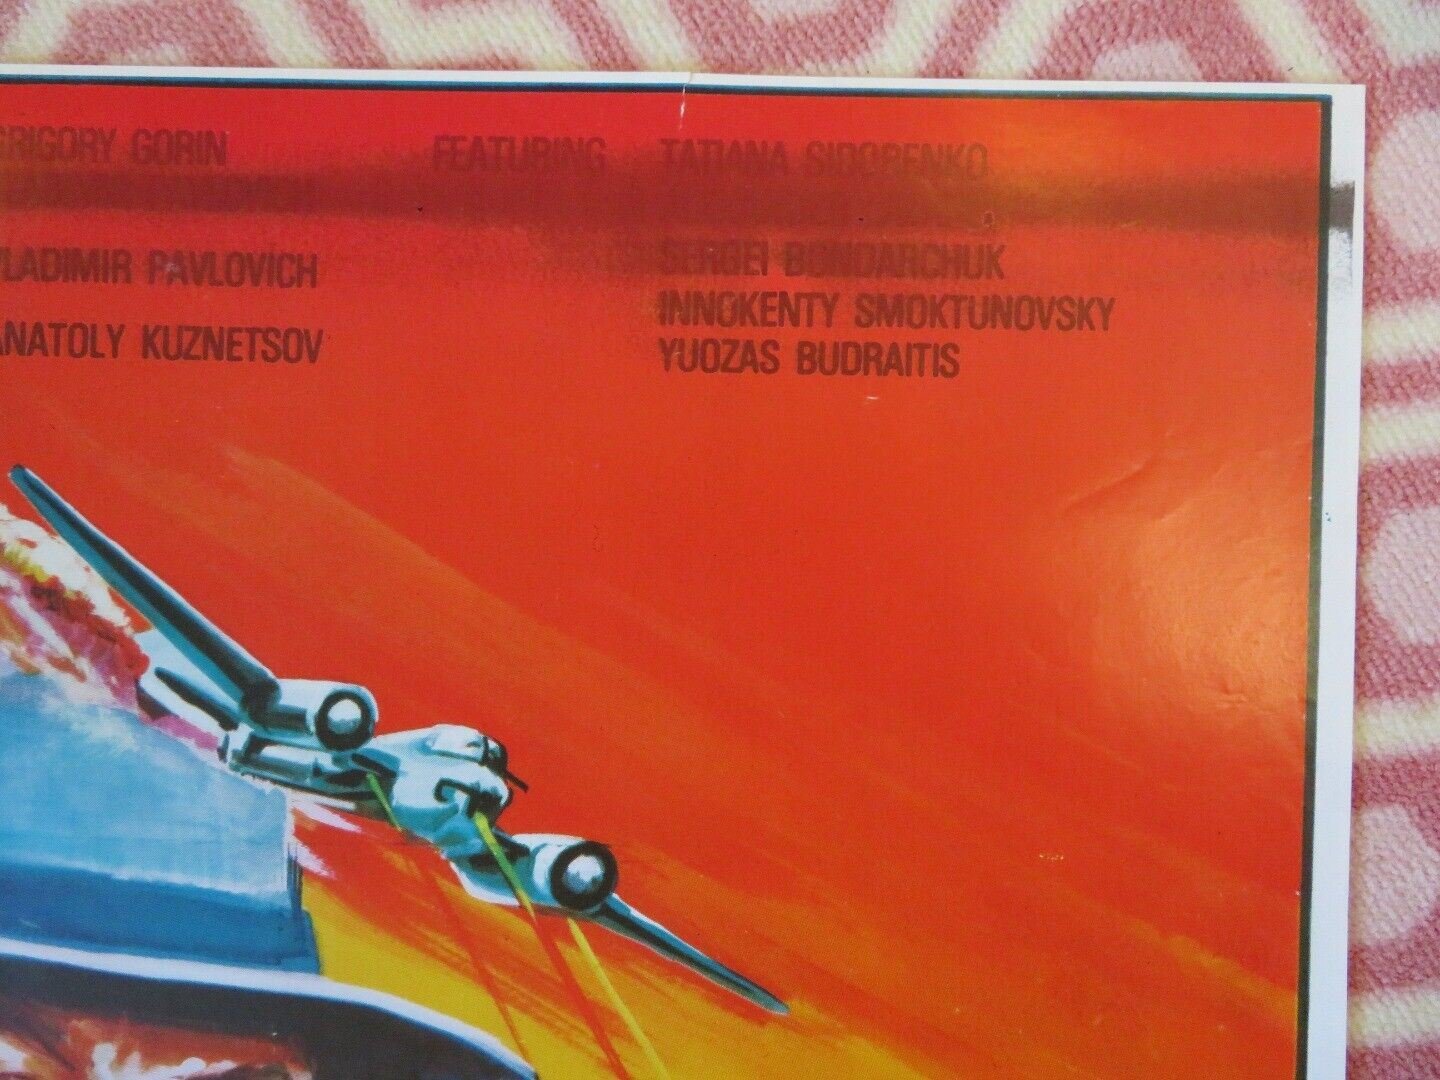 GRIGORY GORIN FEATURING TATIANA SIDORENKO
VLADIMIR PAVLOVICH SERGEI BONDARCHUK
INNOKENTY SMOKTUNOVSKY
ANATOLY KUZNETSOV YUOZAS BUDRAITIS